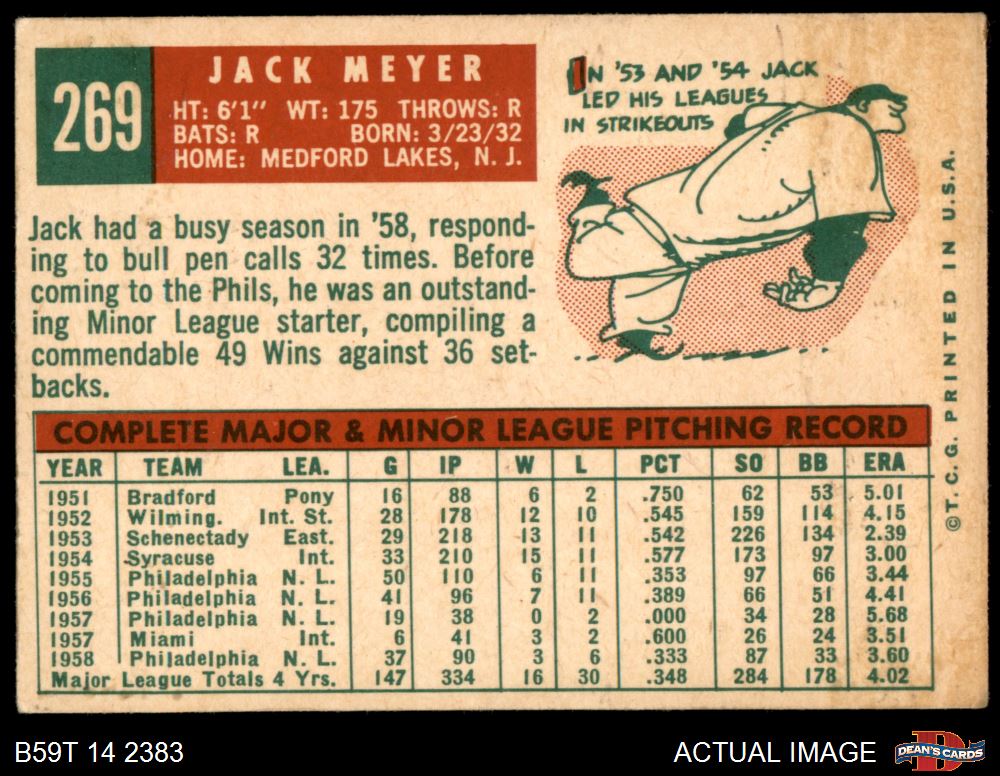 269
JACK MEYER
HT: 6'1" WT: 175 THROWS: R
BATS: R BORN: 3/23/32
HOME: MEDFORD LAKES, N. J.
IN '53 AND '54 JACK
LED HIS LEAGUES
IN STRIKEOUTS
Jack had a busy season in '58, respond-
ing to bull pen calls 32 times. Before
coming to the Phils, he was an outstand-
ing Minor League starter, compiling a
commendable 49 Wins against 36 set-
backs.
COMPLETE MAJOR & MINOR LEAGUE PITCHING RECORD
YEAR TEAM LEA. G IP W L PCT SO BB ERA
1951 Bradford Pony 16 88 6 2 .750 62 53 5.01
1952 Wilming. Int. St. 28 178 12 10 .545 159 114 4.15
1953 Schenectady East. 29 218 13 11 .542 226 134 2.39
1954 Syracuse Int. 33 210 15 11 .577 173 97 3.00
1955 Philadelphia N. L. 50 110 6 11 .353 97 66 3.44
1956 Philadelphia N. L. 41 96 7 11 .389 66 51 4.41
1957 Philadelphia N. L. 19 38 0 2 .000 34 28 5.68
1957 Miami Int. 6 41 3 2 .600 26 24 3.51
1958 Philadelphia N. L. 37 90 3 6 .333 87 33 3.60
Major League Totals 4 Yrs. 147 334 16 30 .348 284 178 4.02
©T. C. G. PRINTED IN U.S.A.
B59T 14 2383
ACTUAL IMAGE
DEAN'S CARDS